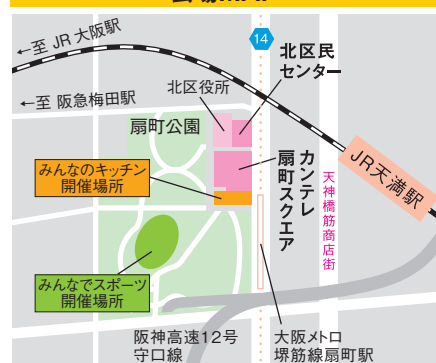 14
←至 JR 大阪駅
北区民
センター
北区役所
←至 阪急梅田駅
扇町公園
カンテレ
扇町スクエア
JR天満駅
天神橋筋商店街
みんなのキッチン
開催場所
みんなでスポーツ
開催場所
阪神高速12号
守口線
大阪メトロ
堺筋線扇町駅